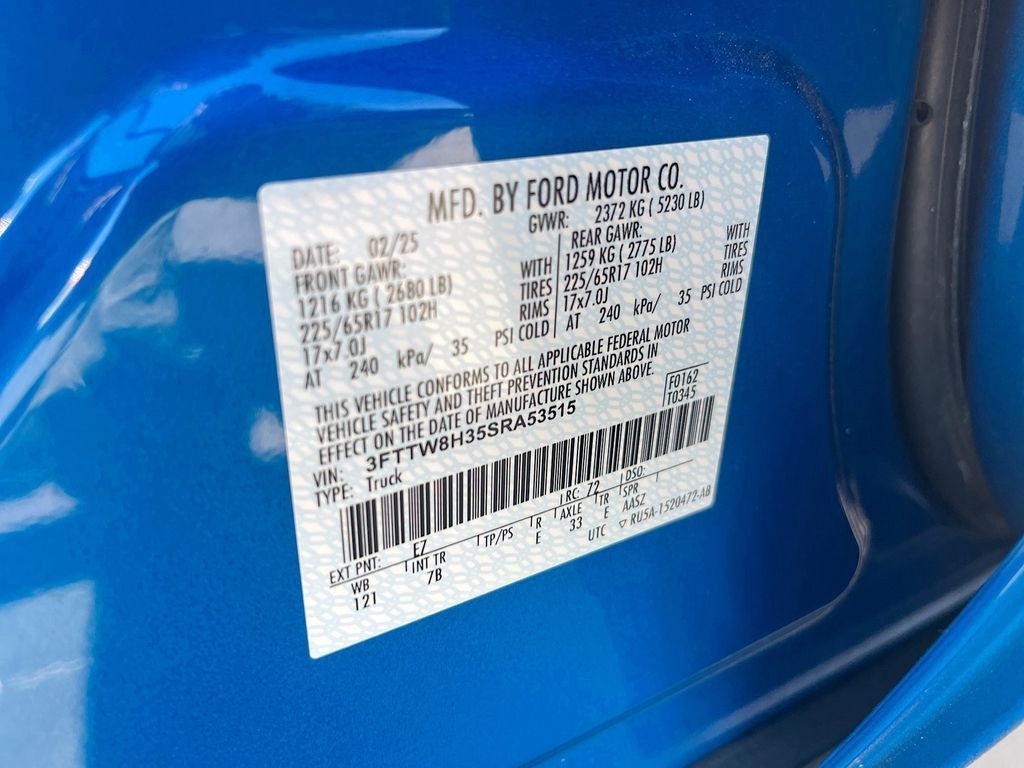 MFD. BY FORD MOTOR CO.
DATE: 02/25
GVWR: 2372 KG ( 5230 LB)
FRONT GAWR:
1216 KG ( 2680 LB) WITH
225/65R17 102H TIRES
17x7.0J RIMS
AT 240 kPa/ 35 PSI COLD
REAR GAWR:
1259 KG ( 2775 LB) WITH
225/65R17 102H TIRES
17x7.0J RIMS
AT 240 kPa/ 35 PSI COLD
THIS VEHICLE CONFORMS TO ALL APPLICABLE FEDERAL MOTOR
VEHICLE SAFETY AND THEFT PREVENTION STANDARDS IN
EFFECT ON THE DATE OF MANUFACTURE SHOWN ABOVE.
VIN: 3FTTW8H35SRA53515
F0162
T0345
TYPE: Truck
EXT PNT: E7 RC: 72 DSO:
WB INT TR TP/PS R AXLE TR SPR
121 7B E 33 E AASZ
UTC ▽ RU5A-1520472-AB